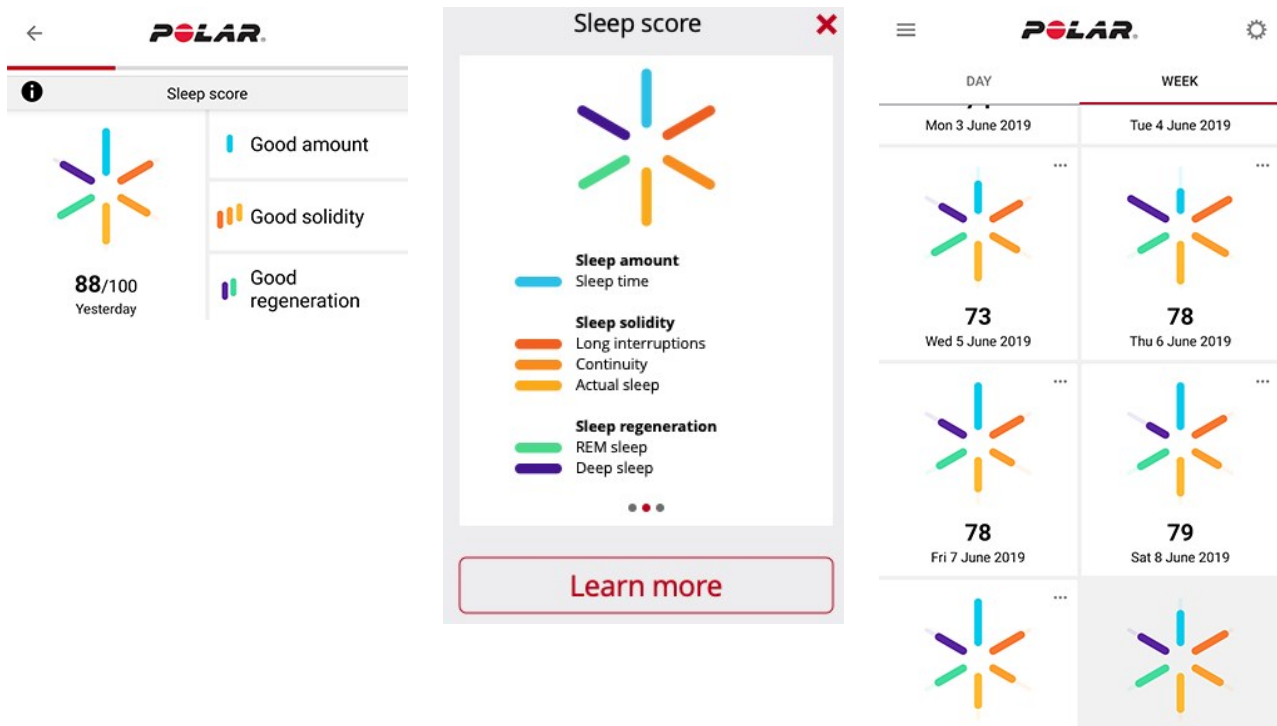 POLAR
Sleep score
Good amount
Good solidity
Good
regeneration
88/100
Yesterday
Sleep score
Sleep amount
Sleep time
Sleep solidity
Long interruptions
Continuity
Actual sleep
Sleep regeneration
REM sleep
Deep sleep
Learn more
POLAR
DAY
WEEK
Mon 3 June 2019
Tue 4 June 2019
73
Wed 5 June 2019
78
Thu 6 June 2019
78
Fri 7 June 2019
79
Sat 8 June 2019